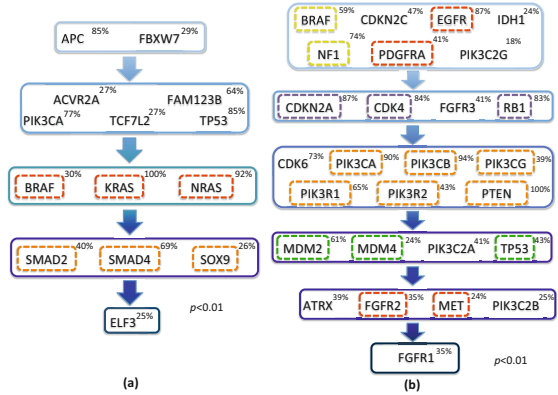 APC 85% FBXW7 29%
ACVR2A 27% FAM123B 64%
PIK3CA 77% TCF7L2 27% TP53 85%
BRAF 30% KRAS 100% NRAS 92%
SMAD2 40% SMAD4 69% SOX9 26%
ELF3 25%
p<0.01
(a)
BRAF 59% CDKN2C 47% EGFR 87% IDH1 24%
NF1 74% PDGFRA 41% PIK3C2G 18%
CDKN2A 87% CDK4 84% FGFR3 41% RB1 83%
CDK6 73% PIK3CA 90% PIK3CB 94% PIK3CG 39%
PIK3R1 65% PIK3R2 43% PTEN 100%
MDM2 61% MDM4 24% PIK3C2A 41% TP53 43%
ATRX 39% FGFR2 35% MET 24% PIK3C2B 25%
FGFR1 35%
p<0.01
(b)